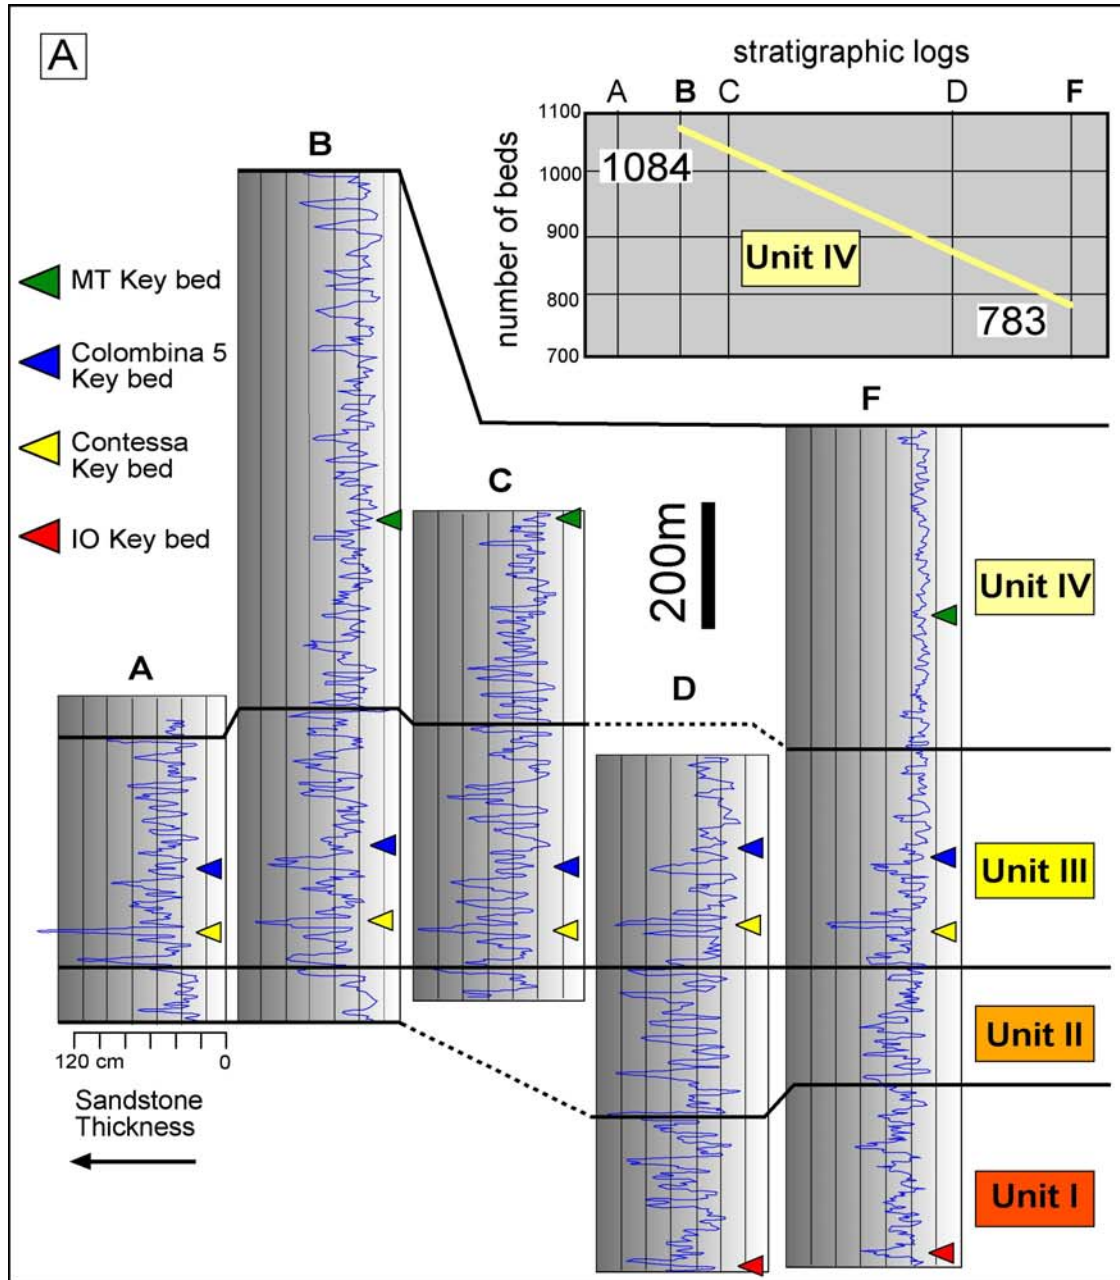 A
stratigraphic logs
A B C D F
1100
1000
900
800
700
number of beds
1084
Unit IV
783
B
MT Key bed
Colombina 5
Key bed
Contessa
Key bed
IO Key bed
F
C
200m
A
D
Unit IV
Unit III
Unit II
Unit I
120 cm 0
Sandstone
Thickness